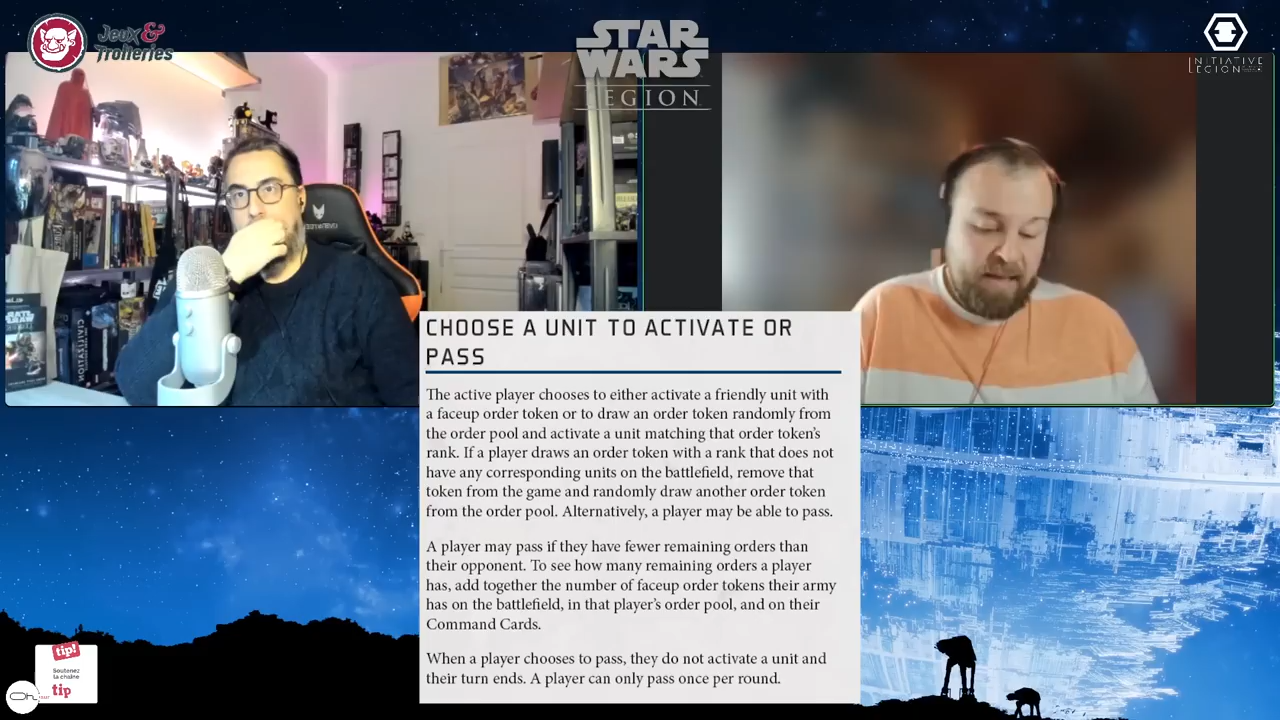 Jeux &
Trolleries
STAR
WARS
LEGION
INITIATIVE
LEGION
CHOOSE A UNIT TO ACTIVATE OR
PASS
The active player chooses to either activate a friendly unit with
a faceup order token or to draw an order token randomly from
the order pool and activate a unit matching that order token's
rank. If a player draws an order token with a rank that does not
have any corresponding units on the battlefield, remove that
token from the game and randomly draw another order token
from the order pool. Alternatively, a player may be able to pass.
A player may pass if they have fewer remaining orders than
their opponent. To see how many remaining orders a player
has, add together the number of faceup order tokens their army
has on the battlefield, in that player's order pool, and on their
Command Cards.
When a player chooses to pass, they do not activate a unit and
their turn ends. A player can only pass once per round.
tip!
Soutenez
la chaîne
tip